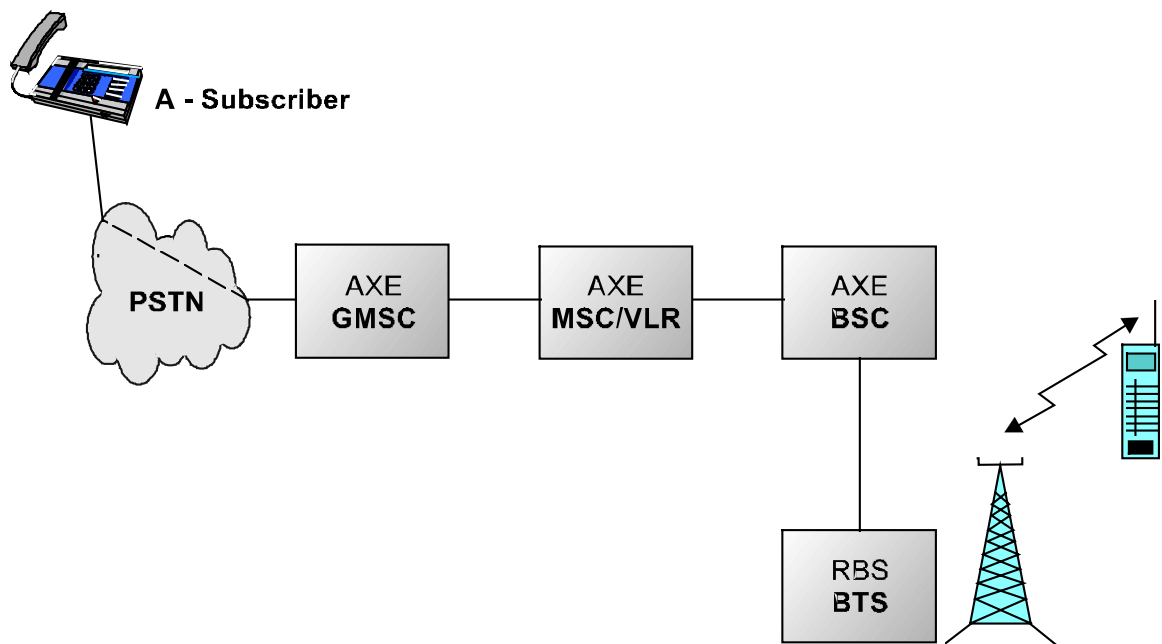 A - Subscriber
PSTN
AXE
GMSC
AXE
MSC/VLR
AXE
BSC
RBS
BTS